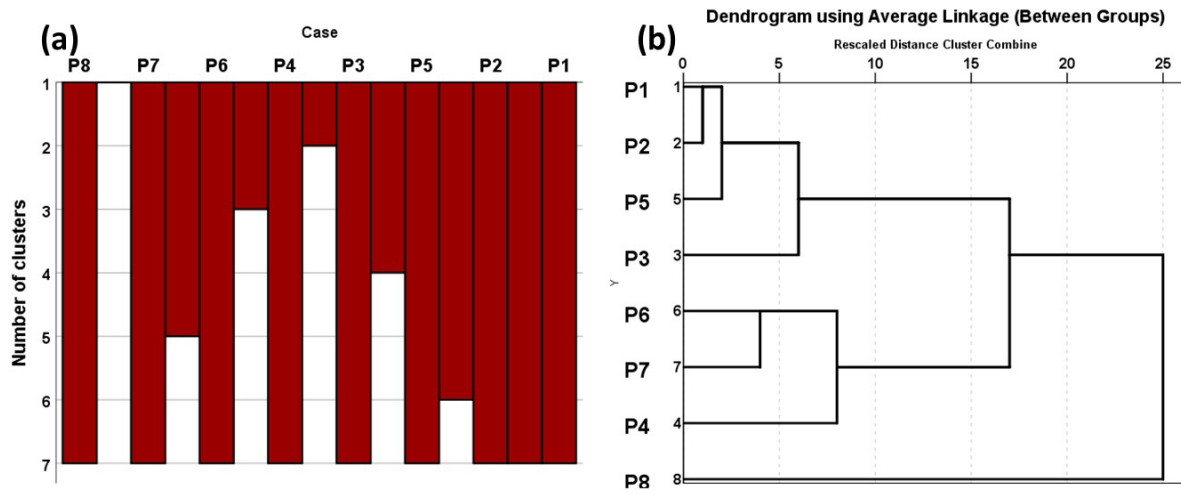 (a)
Case
P8 P7 P6 P4 P3 P5 P2 P1
Number of clusters
1
2
3
4
5
6
7
(b)
Dendrogram using Average Linkage (Between Groups)
Rescaled Distance Cluster Combine
0 5 10 15 20 25
Y
P1 1
P2 2
P5 5
P3 3
P6 6
P7 7
P4 4
P8 8